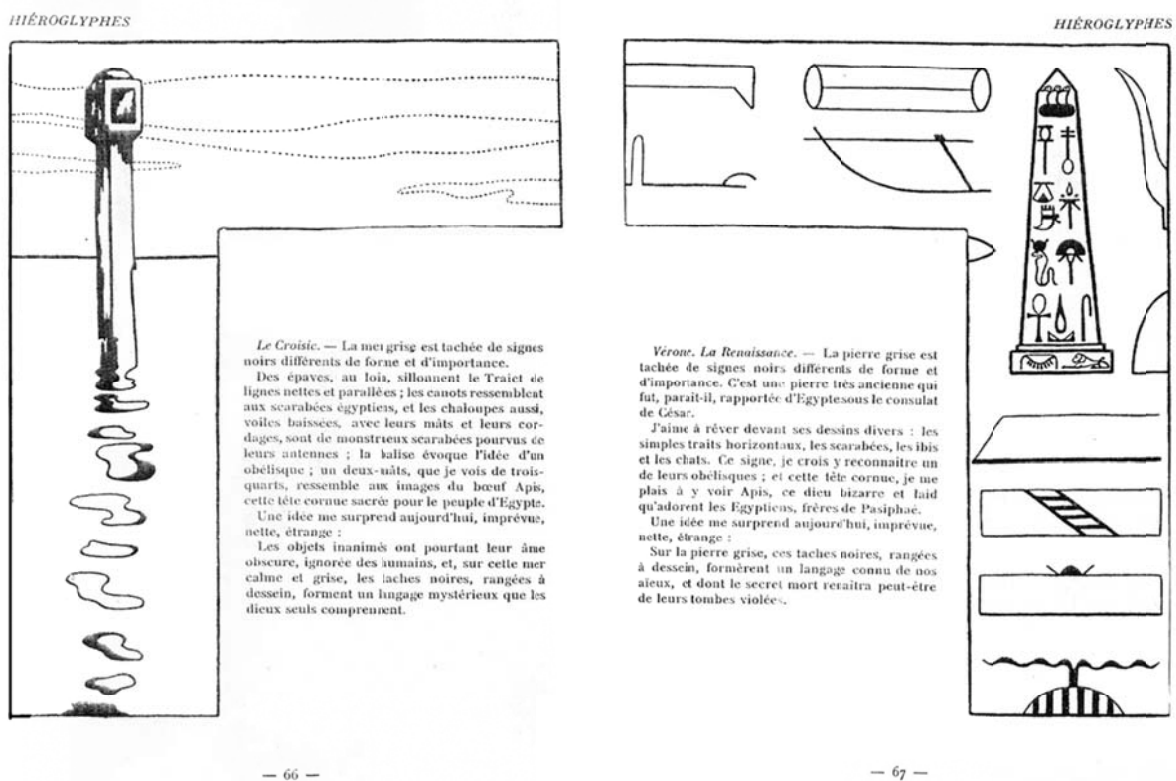 HIÉROGLYPHES
Le Croisic. — La mer grise est tachée de signes
noirs différents de forme et d'importance.
Des épaves, au loin, sillonnent le Traict de
lignes nettes et parallèles ; les canots ressemblent
aux scarabées égyptiens, et les chaloupes aussi,
voiles baissées, avec leurs mâts et leurs cor-
dages, sont de monstrueux scarabées pourvus de
leurs antennes ; la balise évoque l'idée d'un
obélisque ; un deux-mâts, que je vois de trois-
quarts, ressemble aux images du bœuf Apis,
cette tête cornue sacrée pour le peuple d'Egypte.
Une idée me surprend aujourd'hui, imprévue,
nette, étrange :
Les objets inanimés ont pourtant leur âme
obscure, ignorée des humains, et, sur cette mer
calme et grise, les taches noires, rangées à
dessein, forment un langage mystérieux que les
dieux seuls comprennent.
— 66 —
HIÉROGLYPHES
Vérone. La Renaissance. — La pierre grise est
tachée de signes noirs différents de forme et
d'importance. C'est une pierre très ancienne qui
fut, paraît-il, rapportée d'Egypte sous le consulat
de César.
J'aime à rêver devant ses dessins divers : les
simples traits horizontaux, les scarabées, les ibis
et les chats. Ce signe, je crois y reconnaitre un
de leurs obélisques ; et cette tête cornue, je me
plais à y voir Apis, ce dieu bizarre et laid
qu'adorent les Egyptiens, frères de Pasiphaé.
Une idée me surprend aujourd'hui, imprévue,
nette, étrange :
Sur la pierre grise, ces taches noires, rangées
à dessein, formèrent un langage connu de nos
aïeux, et dont le secret mort renaîtra peut-être
de leurs tombes violées.
— 67 —